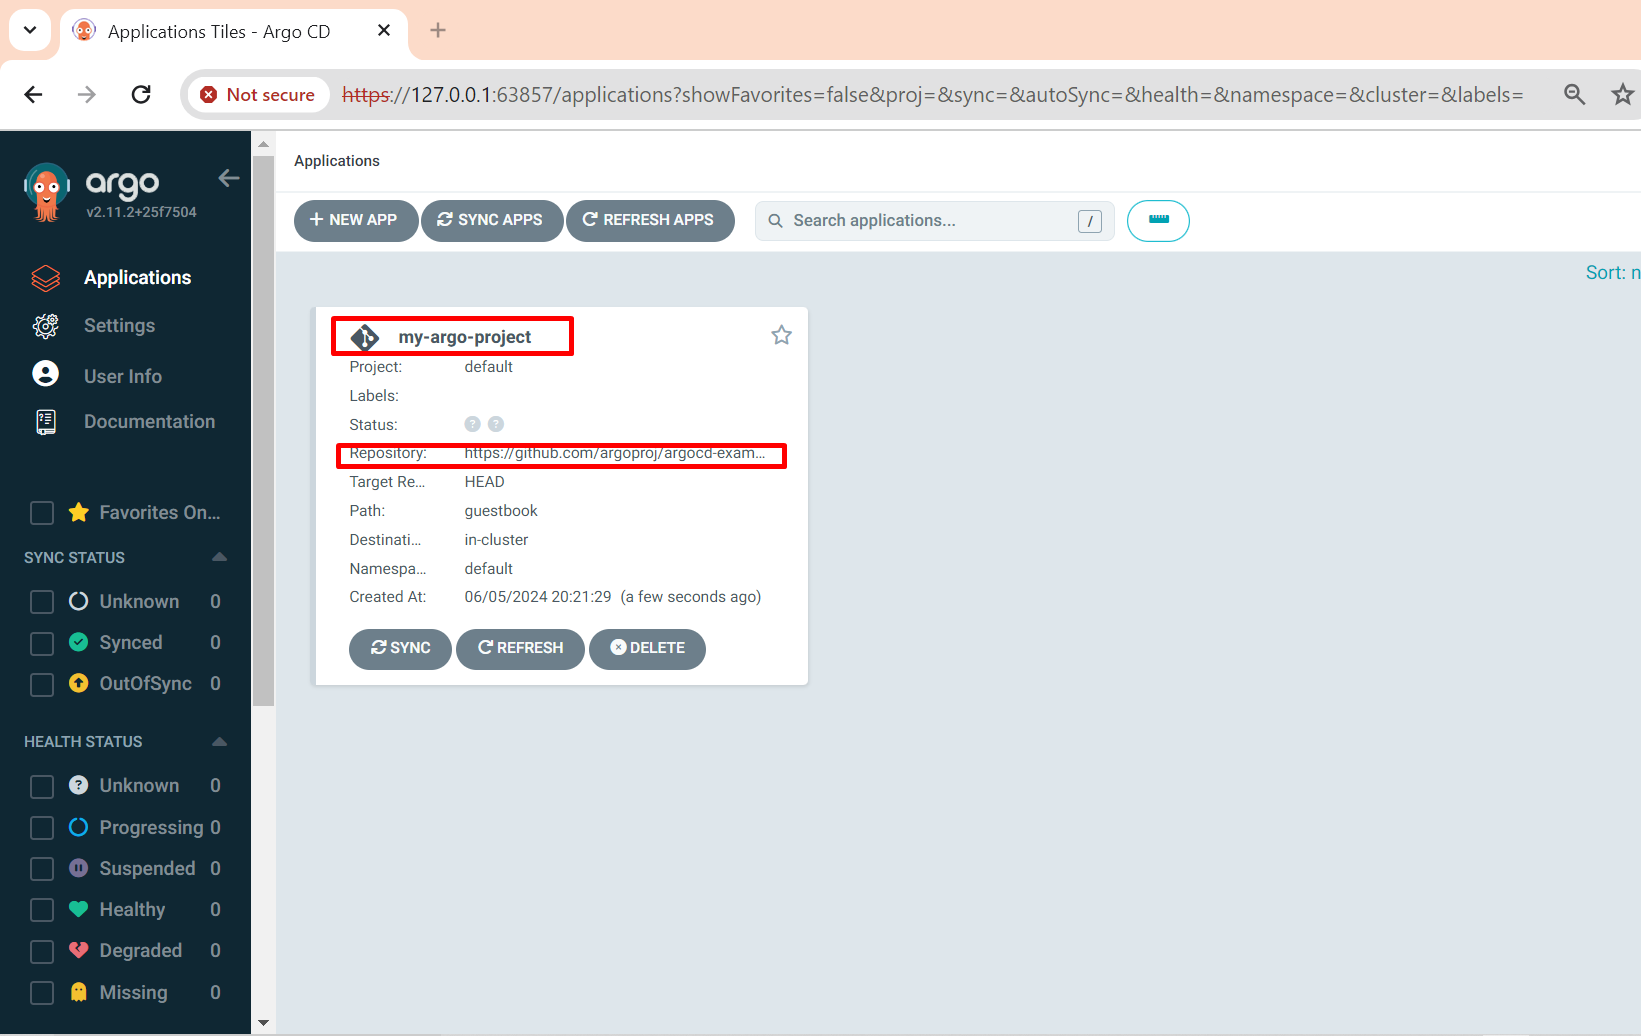 Applications Tiles - Argo CD
Not secure https://127.0.0.1:63857/applications?showFavorites=false&proj=&sync=&autoSync=&health=&namespace=&cluster=&labels=
argo
v2.11.2+25f7504
Applications
Settings
User Info
Documentation
Favorites On...
SYNC STATUS
Unknown 0
Synced 0
OutOfSync 0
HEALTH STATUS
Unknown 0
Progressing 0
Suspended 0
Healthy 0
Degraded 0
Missing 0
Applications
NEW APP SYNC APPS REFRESH APPS Search applications... /
Sort: n
my-argo-project
Project: default
Labels:
Status: ? ?
Repository: https://github.com/argoproj/argocd-exam...
Target Re... HEAD
Path: guestbook
Destinati... in-cluster
Namespa... default
Created At: 06/05/2024 20:21:29 (a few seconds ago)
SYNC REFRESH DELETE